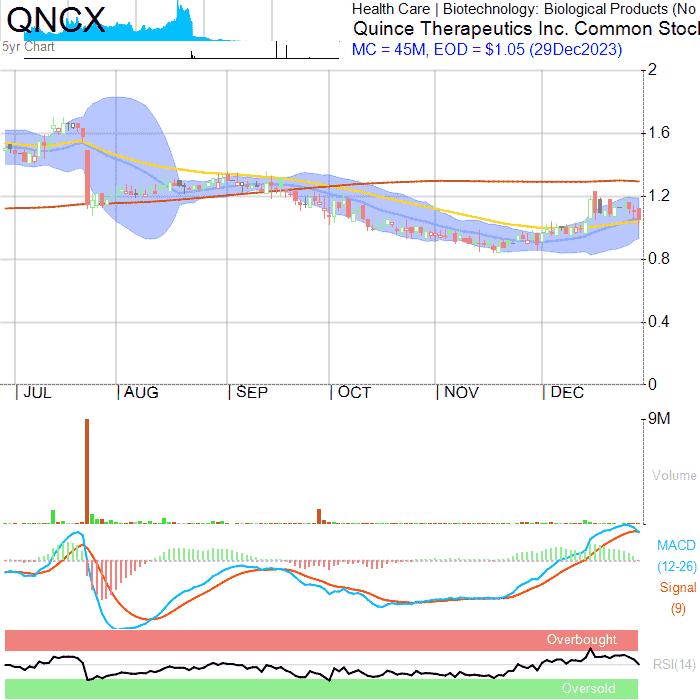 QNCX
5yr Chart
Health Care | Biotechnology: Biological Products (No
Quince Therapeutics Inc. Common Stoc
MC = 45M, EOD = $1.05 (29Dec2023)
2
1.6
1.2
0.8
0.4
0
| JUL | AUG | SEP | OCT | NOV | DEC
9M
Volume
MACD
(12-26)
Signal
(9)
Overbought
RSI(14)
Oversold